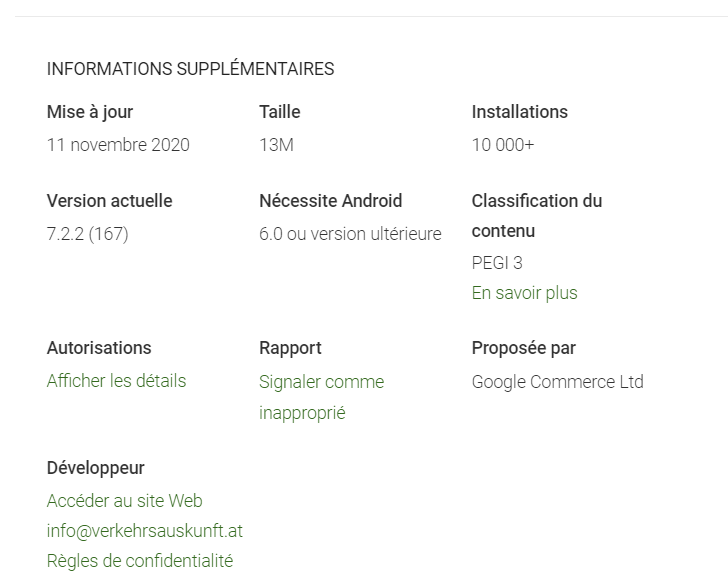 INFORMATIONS SUPPLÉMENTAIRES
Mise à jour
11 novembre 2020
Taille
13M
Installations
10 000+
Version actuelle
7.2.2 (167)
Nécessite Android
6.0 ou version ultérieure
Classification du
contenu
PEGI 3
En savoir plus
Autorisations
Afficher les détails
Rapport
Signaler comme
inapproprié
Proposée par
Google Commerce Ltd
Développeur
Accéder au site Web
info@verkehrsauskunft.at
Règles de confidentialité